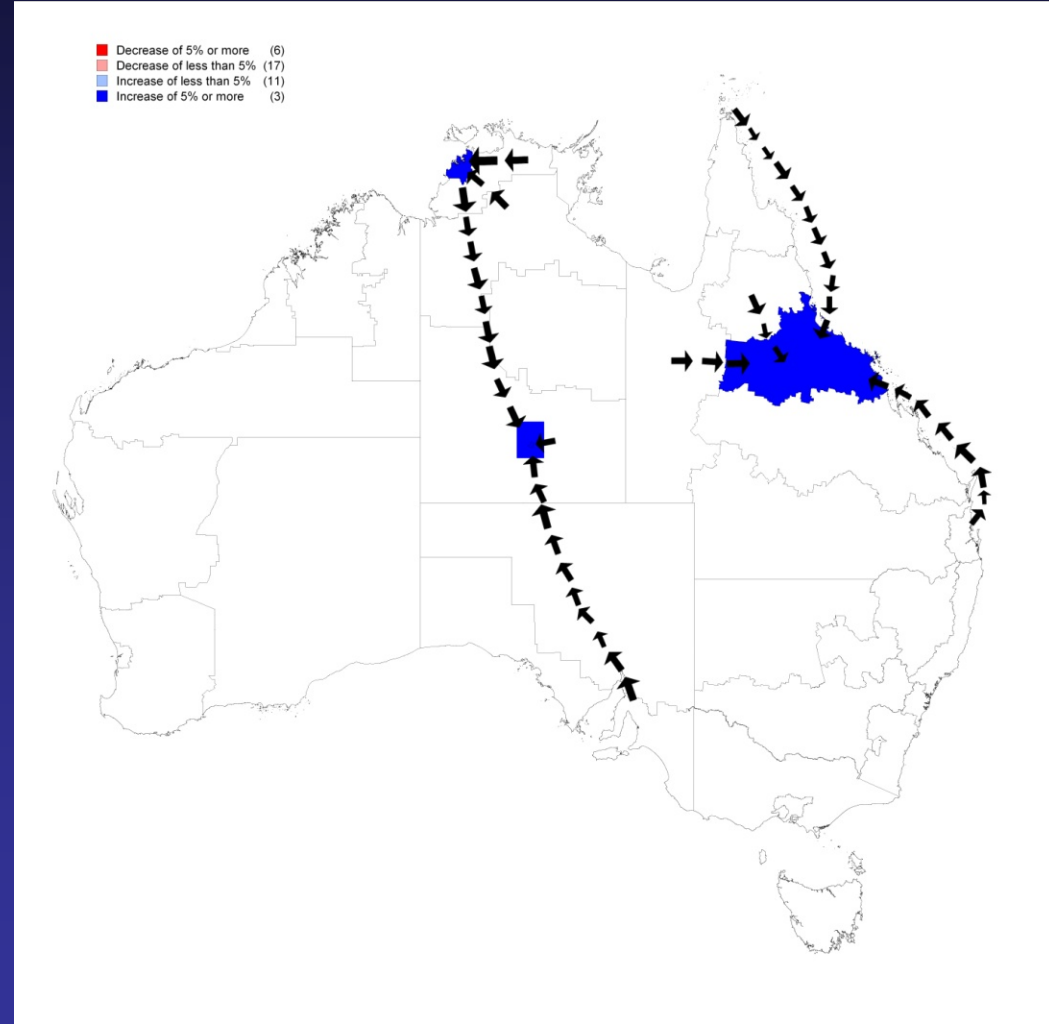 Decrease of 5% or more (6)
Decrease of less than 5% (17)
Increase of less than 5% (11)
Increase of 5% or more (3)